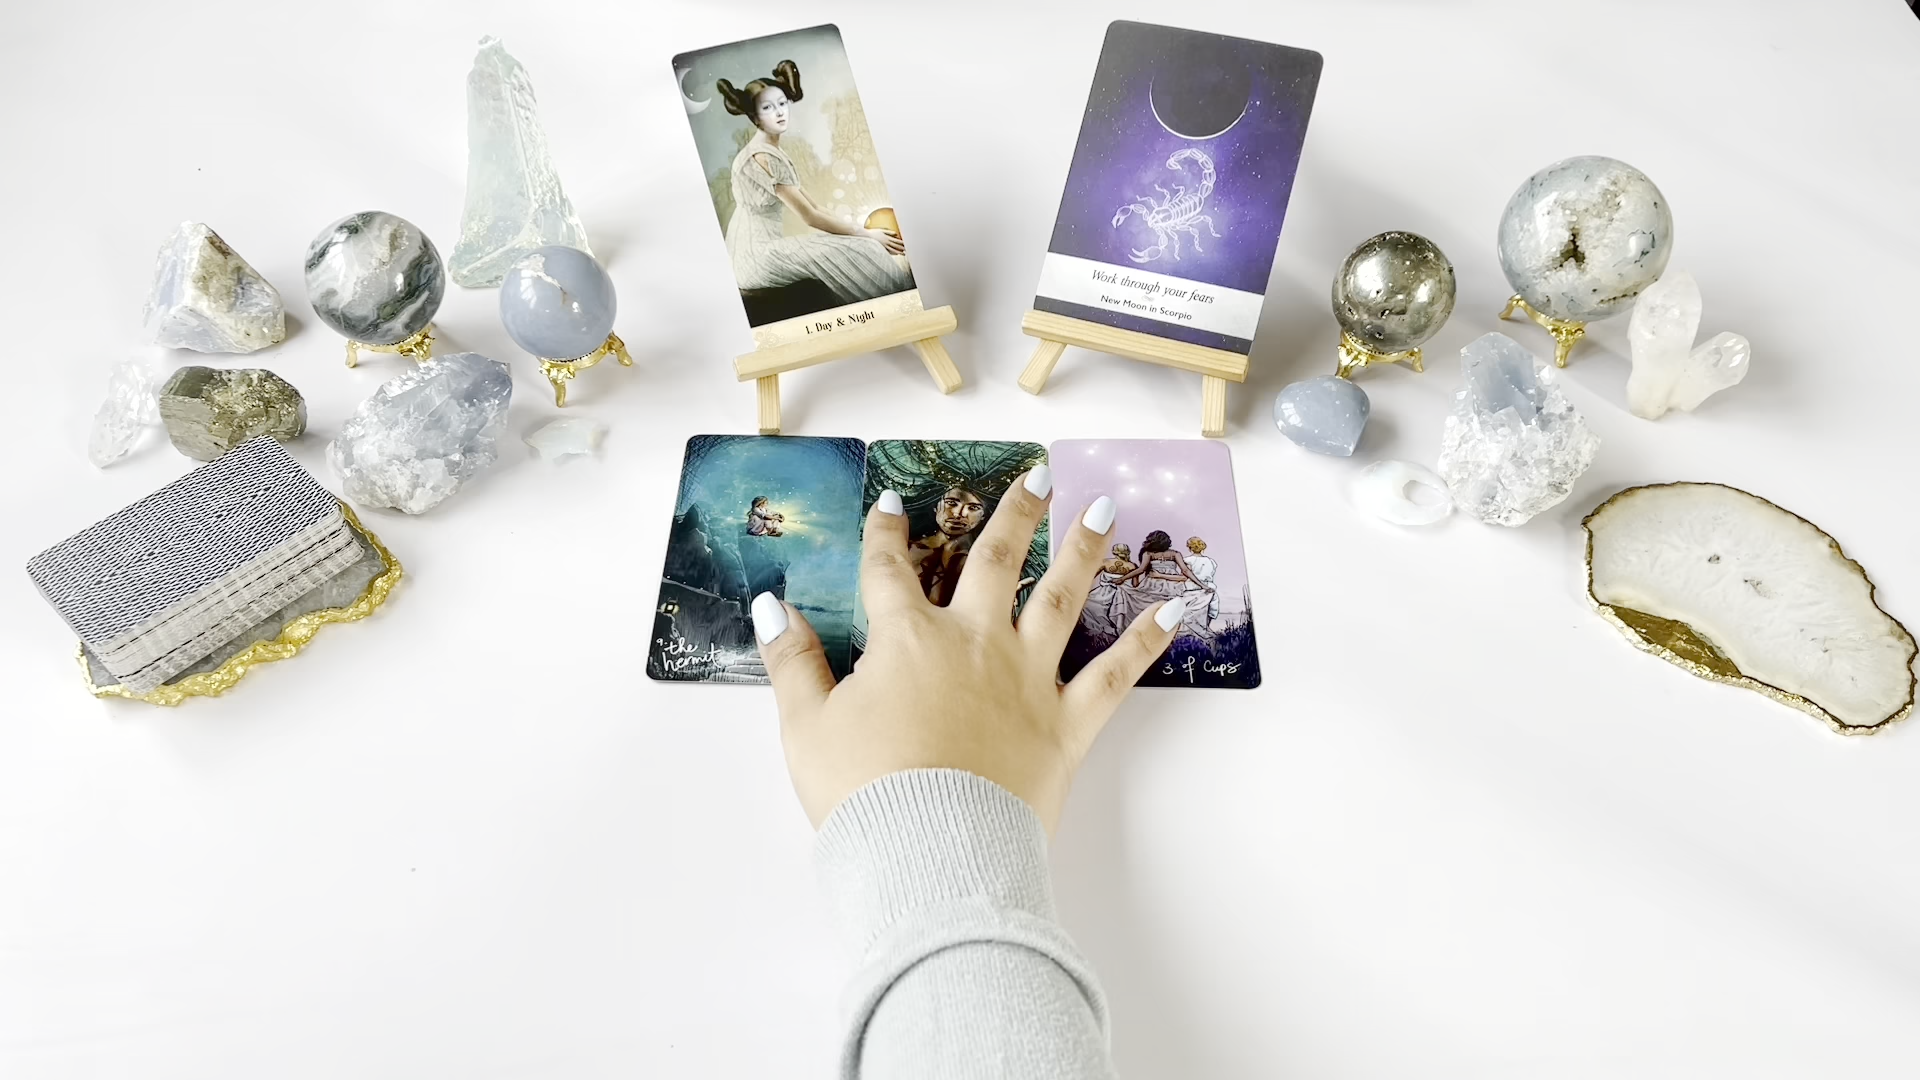 1. Day & Night
Work through your fears
New Moon in Scorpio
9. the
hermit
3 of Cups